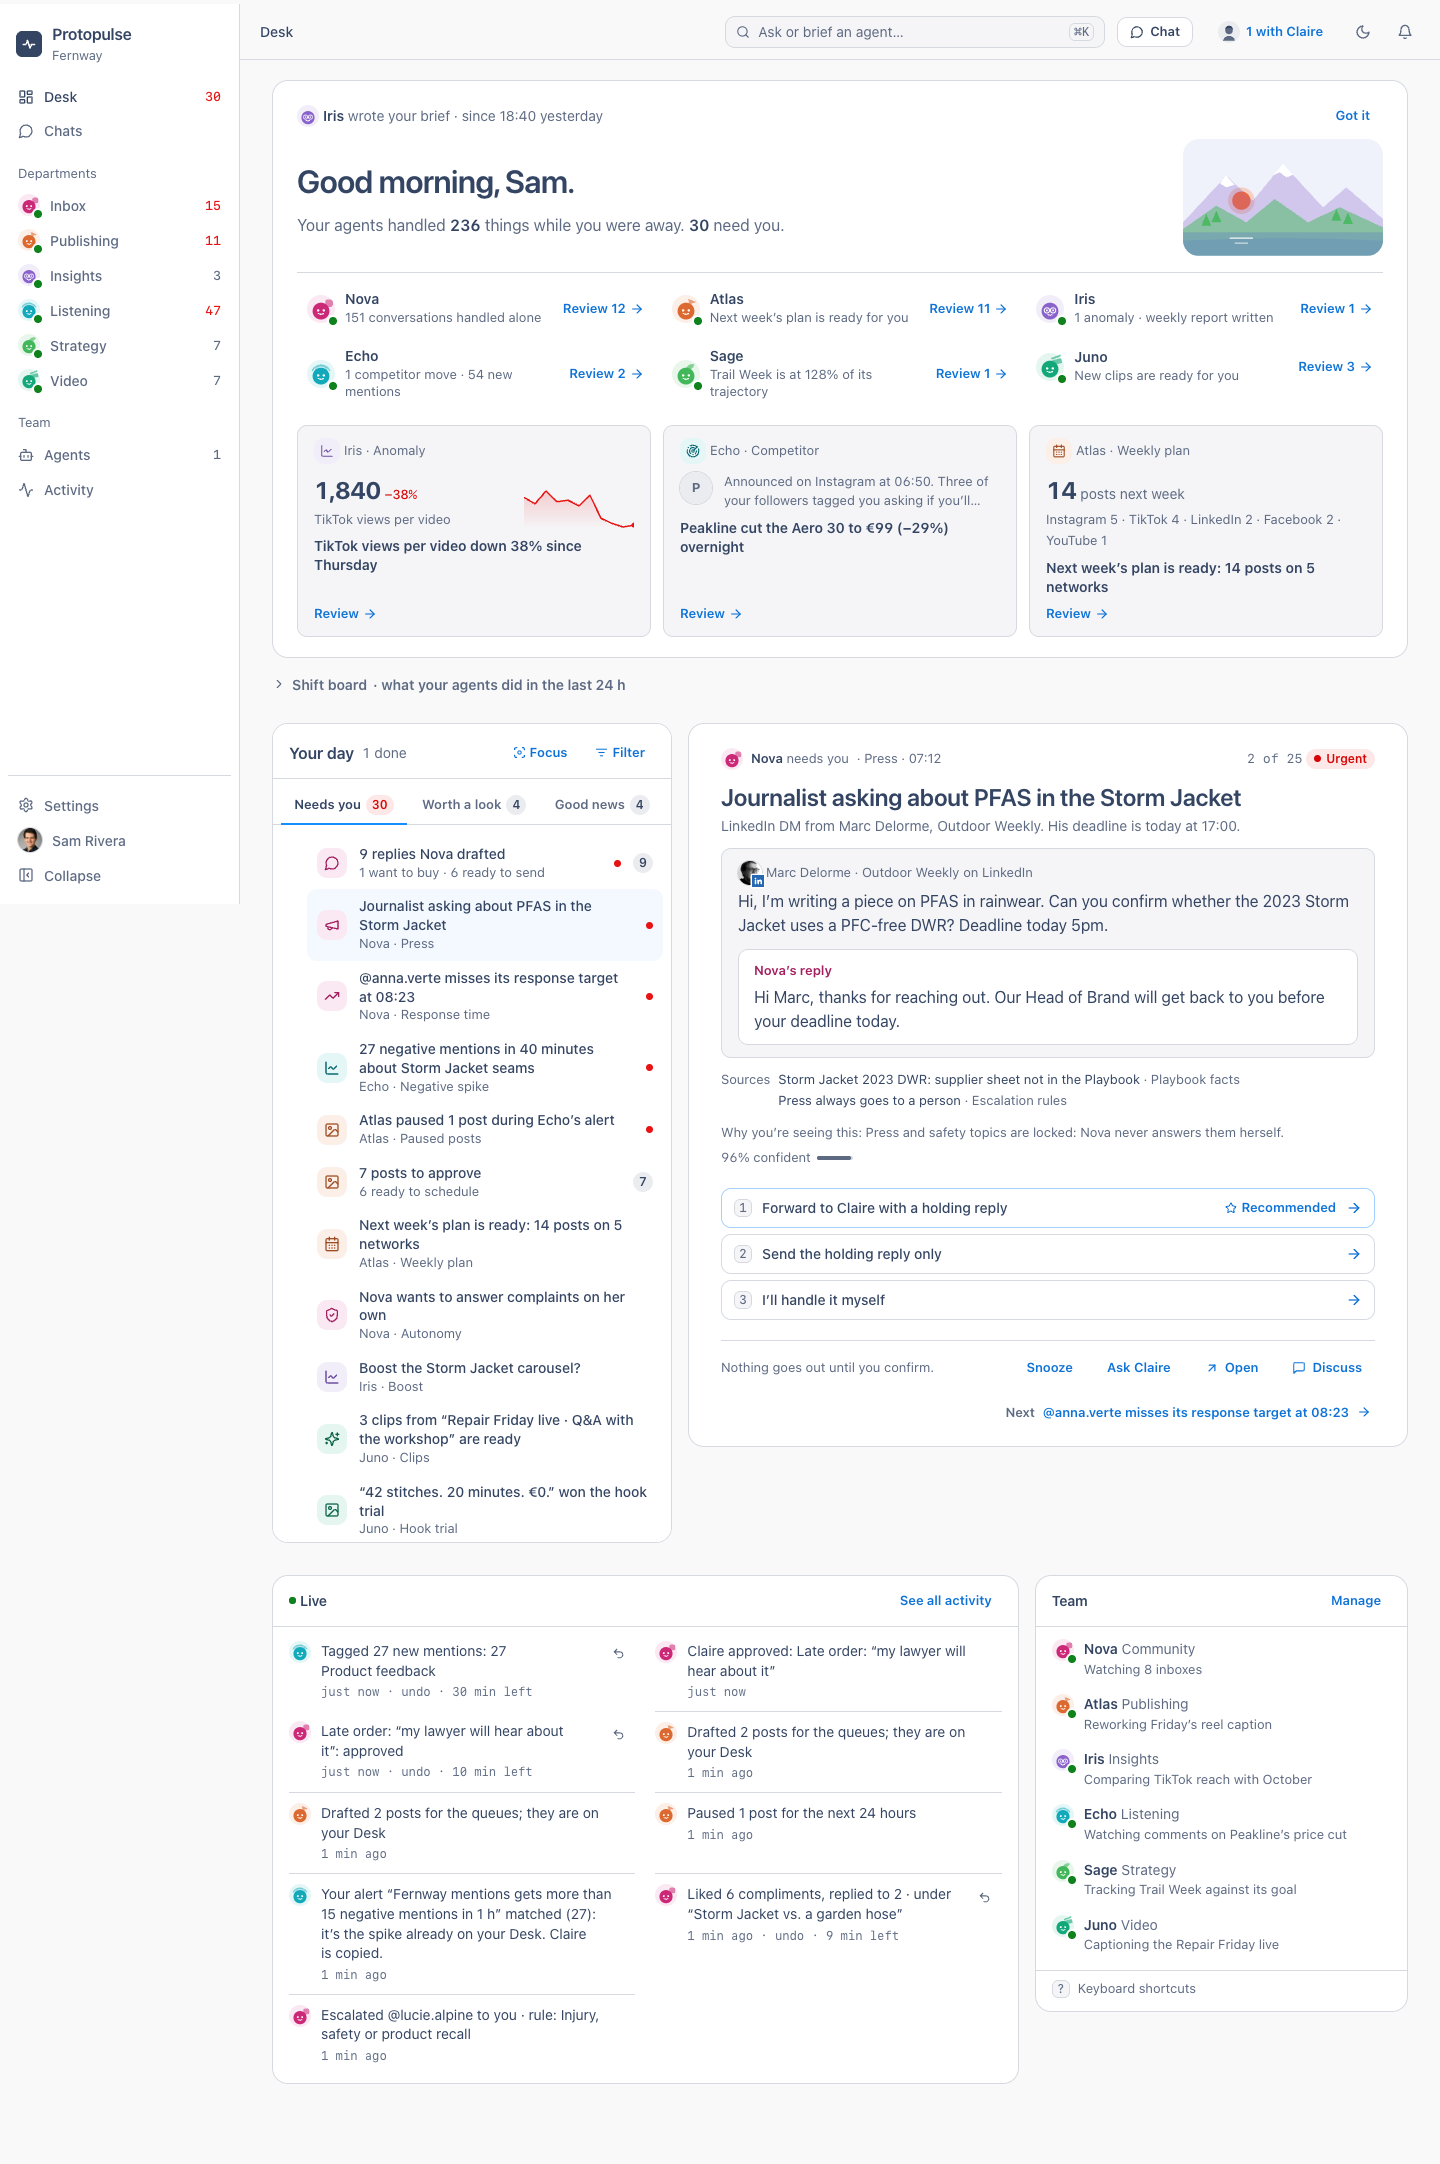 Protopulse
Fernway
Desk 30
Chats
Departments
Inbox 15
Publishing 11
Insights 3
Listening 47
Strategy 7
Video 7
Team
Agents 1
Activity
Settings
Sam Rivera
Collapse
Desk
Ask or brief an agent...
⌘K
Chat
1 with Claire
Iris wrote your brief · since 18:40 yesterday
Got it
Good morning, Sam.
Your agents handled 236 things while you were away. 30 need you.
Nova
151 conversations handled alone
Review 12 →
Atlas
Next week’s plan is ready for you
Review 11 →
Iris
1 anomaly · weekly report written
Review 1 →
Echo
1 competitor move · 54 new
mentions
Review 2 →
Sage
Trail Week is at 128% of its
trajectory
Review 1 →
Juno
New clips are ready for you
Review 3 →
Iris · Anomaly
1,840 −38%
TikTok views per video
TikTok views per video down 38% since
Thursday
Review →
Echo · Competitor
P
Announced on Instagram at 06:50. Three of
your followers tagged you asking if you’ll...
Peakline cut the Aero 30 to €99 (−29%)
overnight
Review →
Atlas · Weekly plan
14 posts next week
Instagram 5 · TikTok 4 · LinkedIn 2 · Facebook 2 ·
YouTube 1
Next week’s plan is ready: 14 posts on 5
networks
Review →
Shift board · what your agents did in the last 24 h
Your day 1 done
Focus
Filter
Needs you 30
Worth a look 4
Good news 4
9 replies Nova drafted
1 want to buy · 6 ready to send
9
Journalist asking about PFAS in the
Storm Jacket
Nova · Press
@anna.verte misses its response target
at 08:23
Nova · Response time
27 negative mentions in 40 minutes
about Storm Jacket seams
Echo · Negative spike
Atlas paused 1 post during Echo’s alert
Atlas · Paused posts
7 posts to approve
6 ready to schedule
7
Next week’s plan is ready: 14 posts on 5
networks
Atlas · Weekly plan
Nova wants to answer complaints on her
own
Nova · Autonomy
Boost the Storm Jacket carousel?
Iris · Boost
3 clips from “Repair Friday live · Q&A with
the workshop” are ready
Juno · Clips
“42 stitches. 20 minutes. €0.” won the hook
trial
Juno · Hook trial
Nova needs you · Press · 07:12
2 of 25
Urgent
Journalist asking about PFAS in the Storm Jacket
LinkedIn DM from Marc Delorme, Outdoor Weekly. His deadline is today at 17:00.
in
Marc Delorme · Outdoor Weekly on LinkedIn
Hi, I’m writing a piece on PFAS in rainwear. Can you confirm whether the 2023 Storm
Jacket uses a PFC-free DWR? Deadline today 5pm.
Nova’s reply
Hi Marc, thanks for reaching out. Our Head of Brand will get back to you before
your deadline today.
Sources Storm Jacket 2023 DWR: supplier sheet not in the Playbook · Playbook facts
Press always goes to a person · Escalation rules
Why you’re seeing this: Press and safety topics are locked: Nova never answers them herself.
96% confident
1 Forward to Claire with a holding reply
Recommended →
2 Send the holding reply only →
3 I’ll handle it myself →
Nothing goes out until you confirm.
Snooze
Ask Claire
Open
Discuss
Next @anna.verte misses its response target at 08:23 →
Live
See all activity
Tagged 27 new mentions: 27
Product feedback
just now · undo · 30 min left
Late order: “my lawyer will hear about
it”: approved
just now · undo · 10 min left
Drafted 2 posts for the queues; they are on
your Desk
1 min ago
Your alert “Fernway mentions gets more than
15 negative mentions in 1 h” matched (27):
it’s the spike already on your Desk. Claire
is copied.
1 min ago
Escalated @lucie.alpine to you · rule: Injury,
safety or product recall
1 min ago
Claire approved: Late order: “my lawyer will
hear about it”
just now
Drafted 2 posts for the queues; they are on
your Desk
1 min ago
Paused 1 post for the next 24 hours
1 min ago
Liked 6 compliments, replied to 2 · under
“Storm Jacket vs. a garden hose”
1 min ago · undo · 9 min left
Team
Manage
Nova Community
Watching 8 inboxes
Atlas Publishing
Reworking Friday’s reel caption
Iris Insights
Comparing TikTok reach with October
Echo Listening
Watching comments on Peakline’s price cut
Sage Strategy
Tracking Trail Week against its goal
Juno Video
Captioning the Repair Friday live
? Keyboard shortcuts